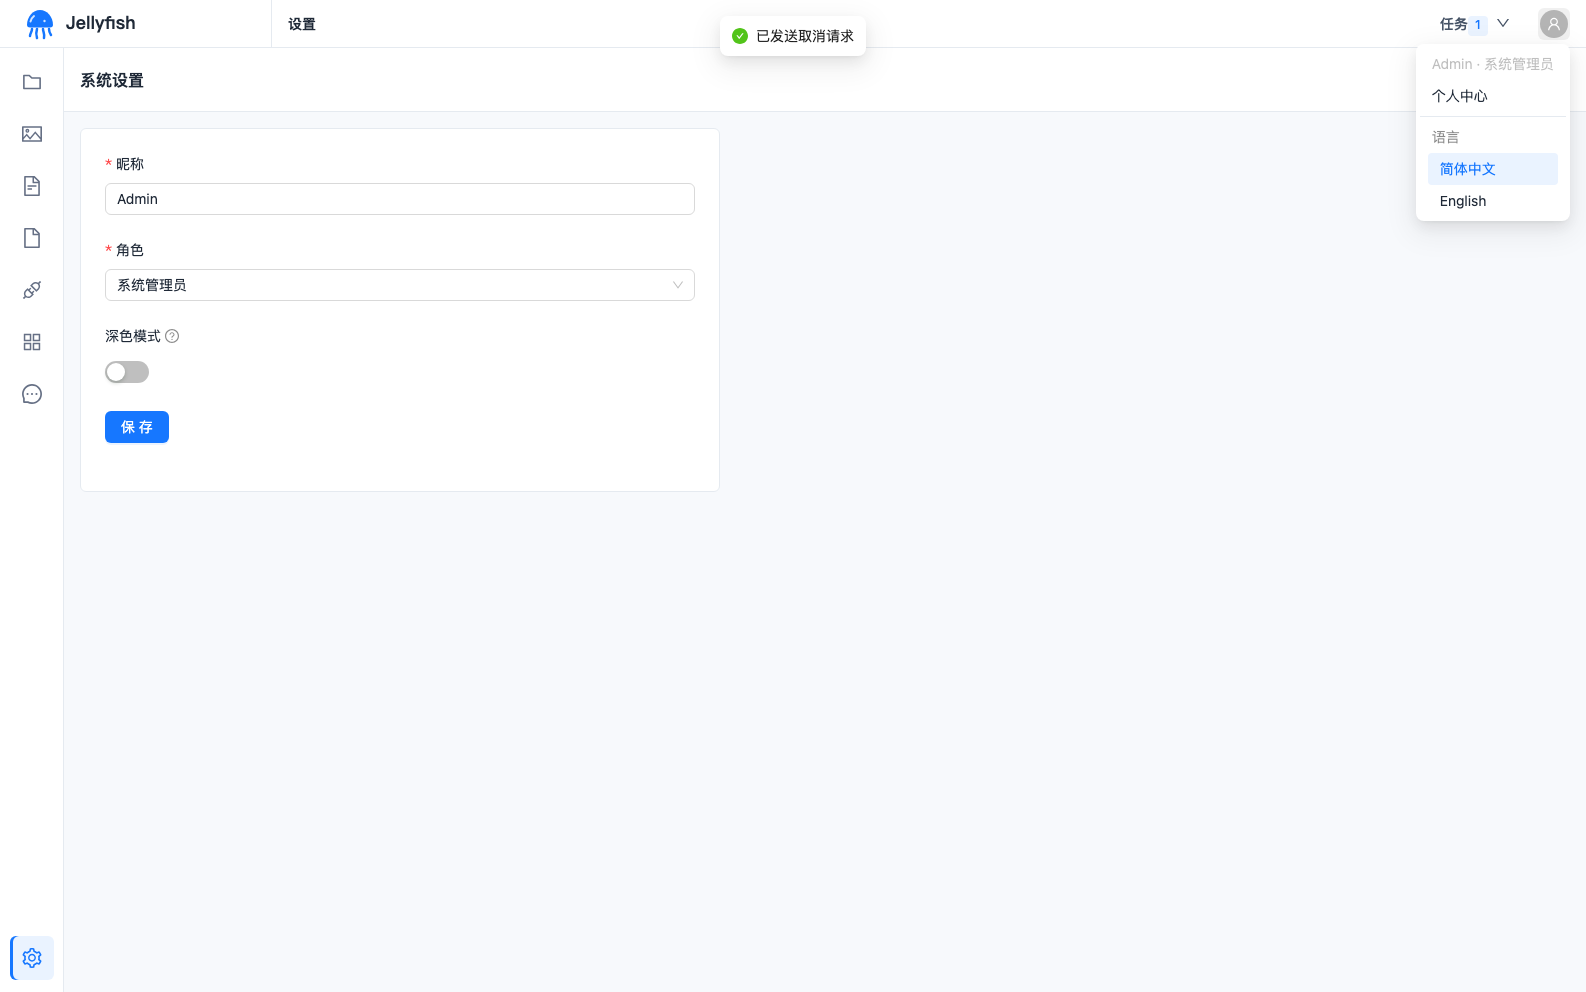 Jellyfish
设置
已发送取消请求
任务 1
Admin · 系统管理员
个人中心
语言
简体中文
English
系统设置
* 昵称
Admin
* 角色
系统管理员
深色模式
保 存